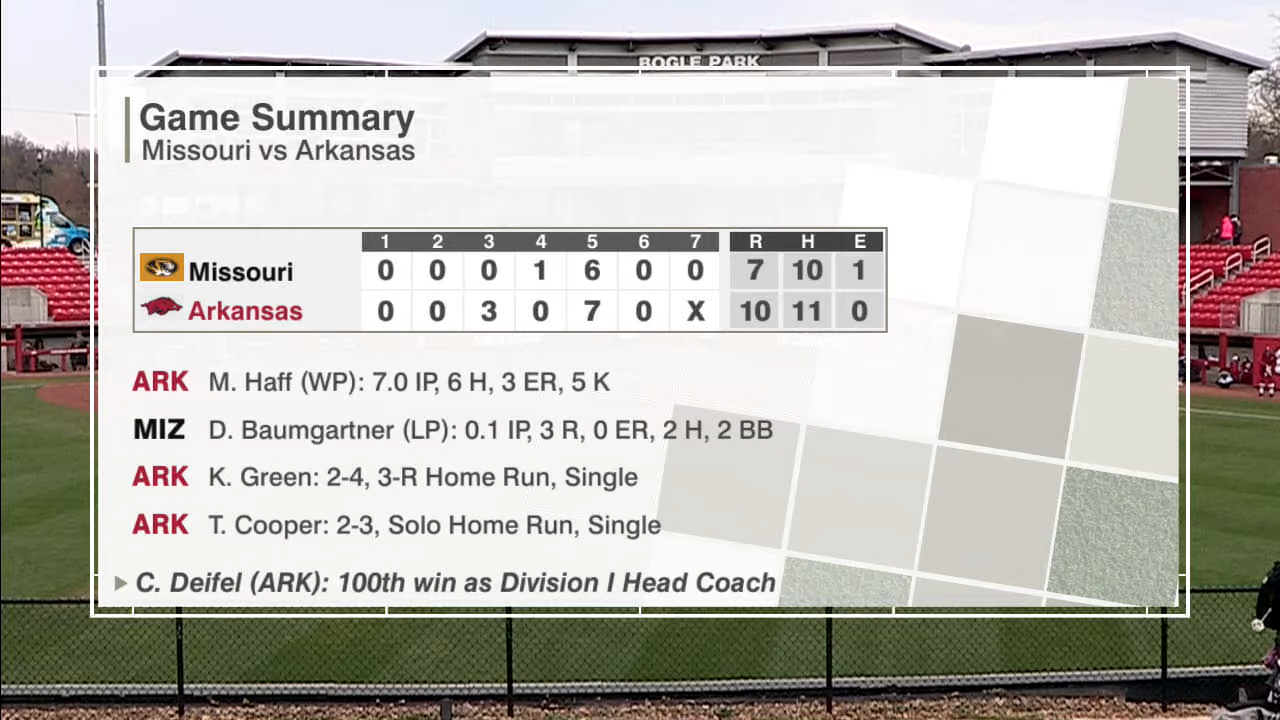 BOGLE PARK
Game Summary
Missouri vs Arkansas
1 2 3 4 5 6 7 R H E
Missouri 0 0 0 1 6 0 0 7 10 1
Arkansas 0 0 3 0 7 0 X 10 11 0
ARK M. Haff (WP): 7.0 IP, 6 H, 3 ER, 5 K
MIZ D. Baumgartner (LP): 0.1 IP, 3 R, 0 ER, 2 H, 2 BB
ARK K. Green: 2-4, 3-R Home Run, Single
ARK T. Cooper: 2-3, Solo Home Run, Single
C. Deifel (ARK): 100th win as Division I Head Coach